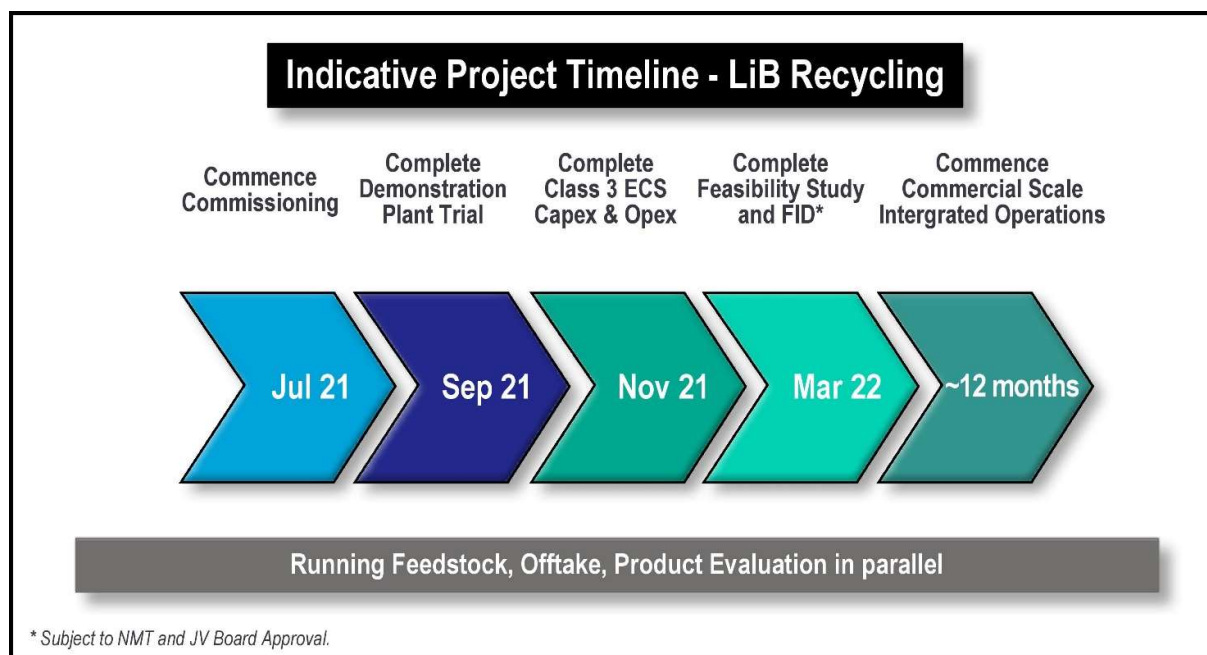 Indicative Project Timeline - LiB Recycling
Commence
Commissioning
Complete
Demonstration
Plant Trial
Complete
Class 3 ECS
Capex & Opex
Complete
Feasibility Study
and FID*
Commence
Commercial Scale
Intergrated Operations
Jul 21
Sep 21
Nov 21
Mar 22
~12 months
Running Feedstock, Offtake, Product Evaluation in parallel
* Subject to NMT and JV Board Approval.